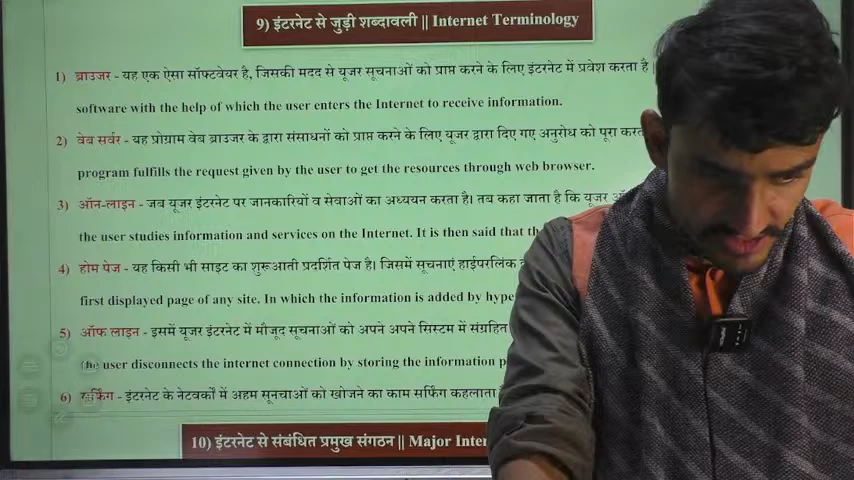 9) इंटरनेट से जुड़ी शब्दावली || Internet Terminology
1) ब्राउजर - यह एक ऐसा सॉफ्टवेयर है, जिसकी मदद से यूजर सूचनाओं को प्राप्त करने के लिए इंटरनेट में प्रवेश करता है |
software with the help of which the user enters the Internet to receive information.
2) वेब सर्वर - यह प्रोग्राम वेब ब्राउजर के द्वारा संसाधनों को प्राप्त करने के लिए यूजर द्वारा दिए गए अनुरोध को पूरा
program fulfills the request given by the user to get the resources through web browser.
3) ऑन-लाइन - जब यूजर इंटरनेट पर जानकारियों व सेवाओं का अध्ययन करता है। तब कहा जाता है कि यूजर
the user studies information and services on the Internet. It is then said that
4) होम पेज - यह किसी भी साइट का शुरूआती प्रदर्शित पेज है। जिसमें सूचनाएं हाईपरलिंक
first displayed page of any site. In which the information is added by
5) ऑफ लाइन - इसमें यूजर इंटरनेट में मौजूद सूचनाओं को अपने अपने सिस्टम में संग्रहित
the user disconnects the internet connection by storing the information
6) सर्फिंग - इंटरनेट के नेटवर्कों में अहम सूनचाओं को खोजने का काम सर्फिंग कहलाता
10) इंटरनेट से संबंधित प्रमुख संगठन || Major